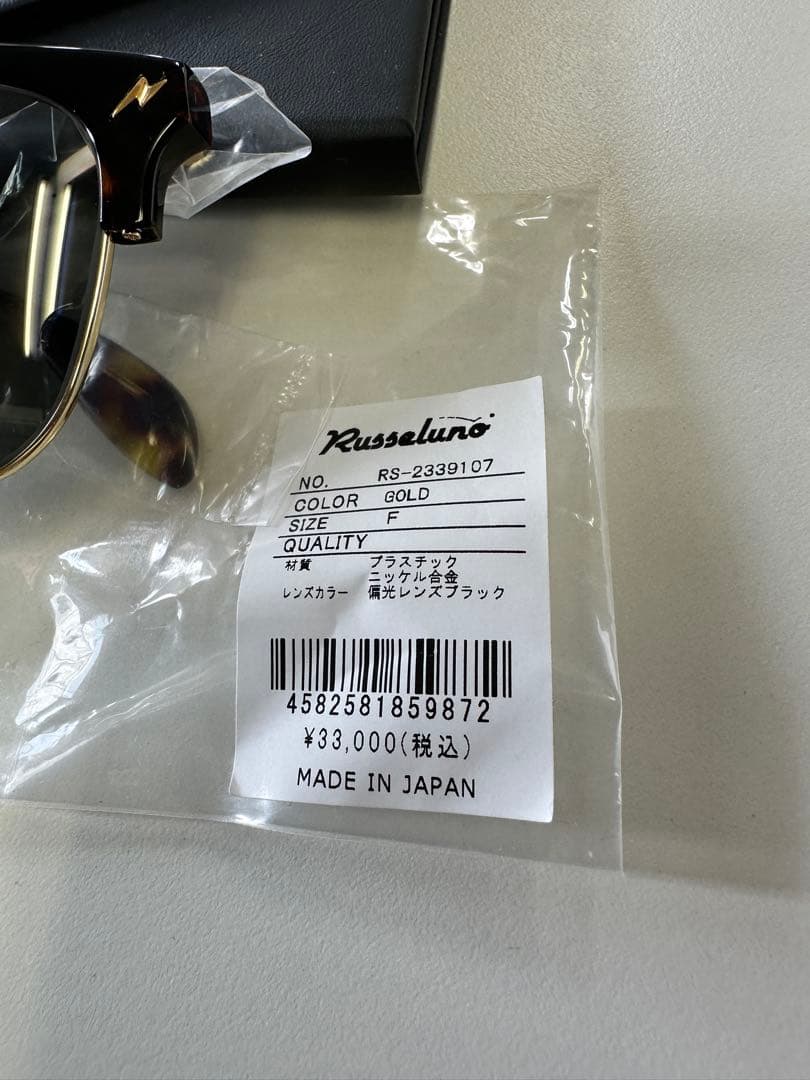 Russeluno
NO. RS-2339107
COLOR GOLD
SIZE F
QUALITY
材質 プラスチック
ニッケル合金
レンズカラー 偏光レンズブラック
4582581859872
¥33,000(税込)
MADE IN JAPAN